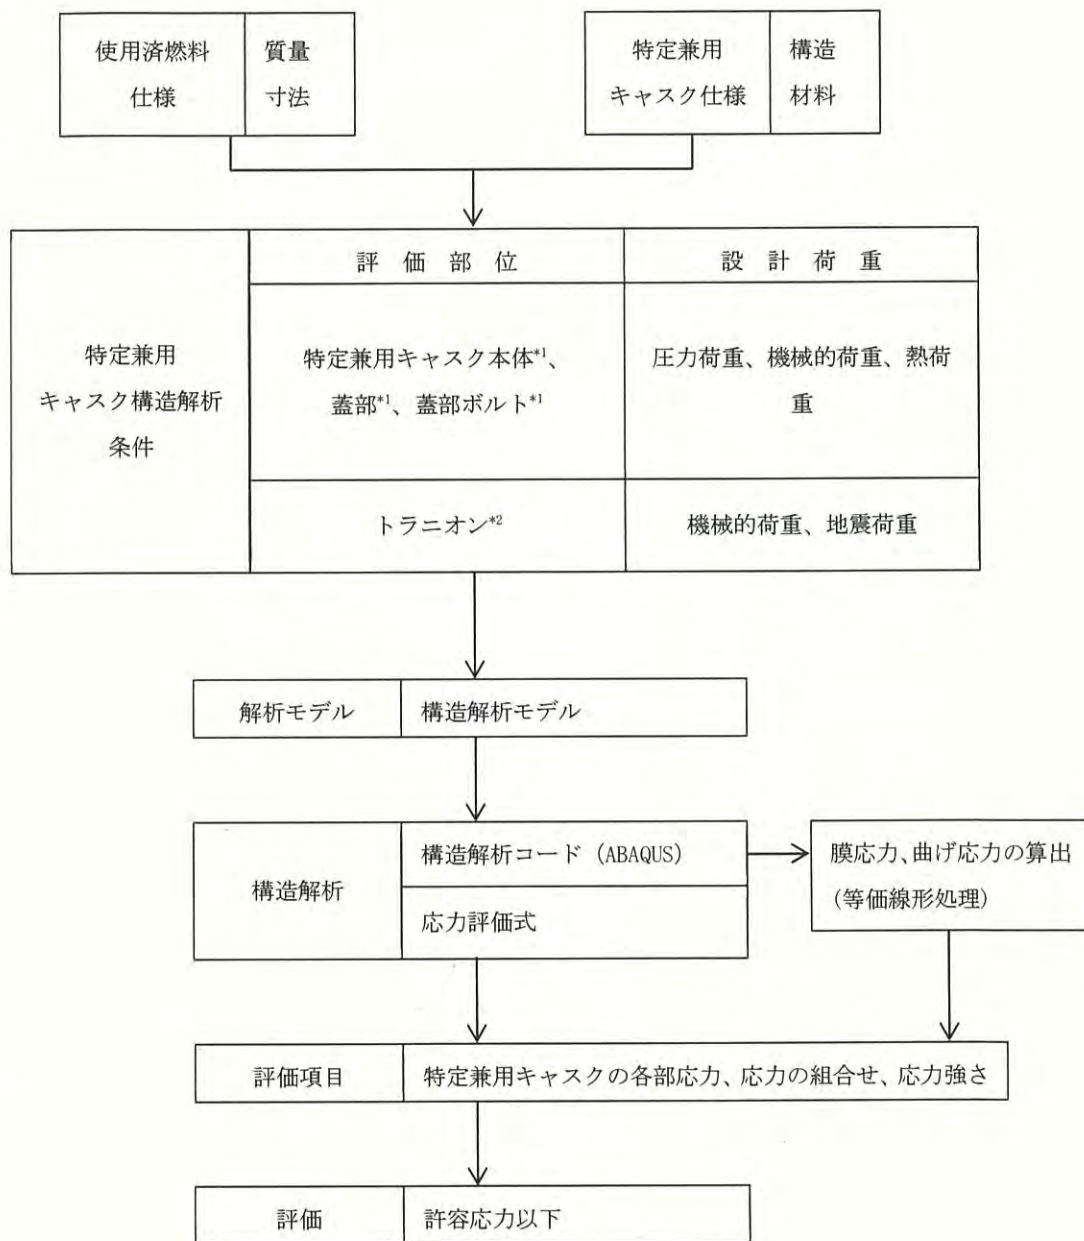 使用済燃料
仕様
質量
寸法
特定兼用
キャスク仕様
構造
材料
特定兼用
キャスク構造解析
条件
評価部位
設計荷重
特定兼用キャスク本体*1、
蓋部*1、蓋部ボルト*1
圧力荷重、機械的荷重、熱荷
重
トラニオン*2
機械的荷重、地震荷重
解析モデル
構造解析モデル
構造解析
構造解析コード (ABAQUS)
応力評価式
膜応力、曲げ応力の算出
(等価線形処理)
評価項目
特定兼用キャスクの各部応力、応力の組合せ、応力強さ
評価
許容応力以下